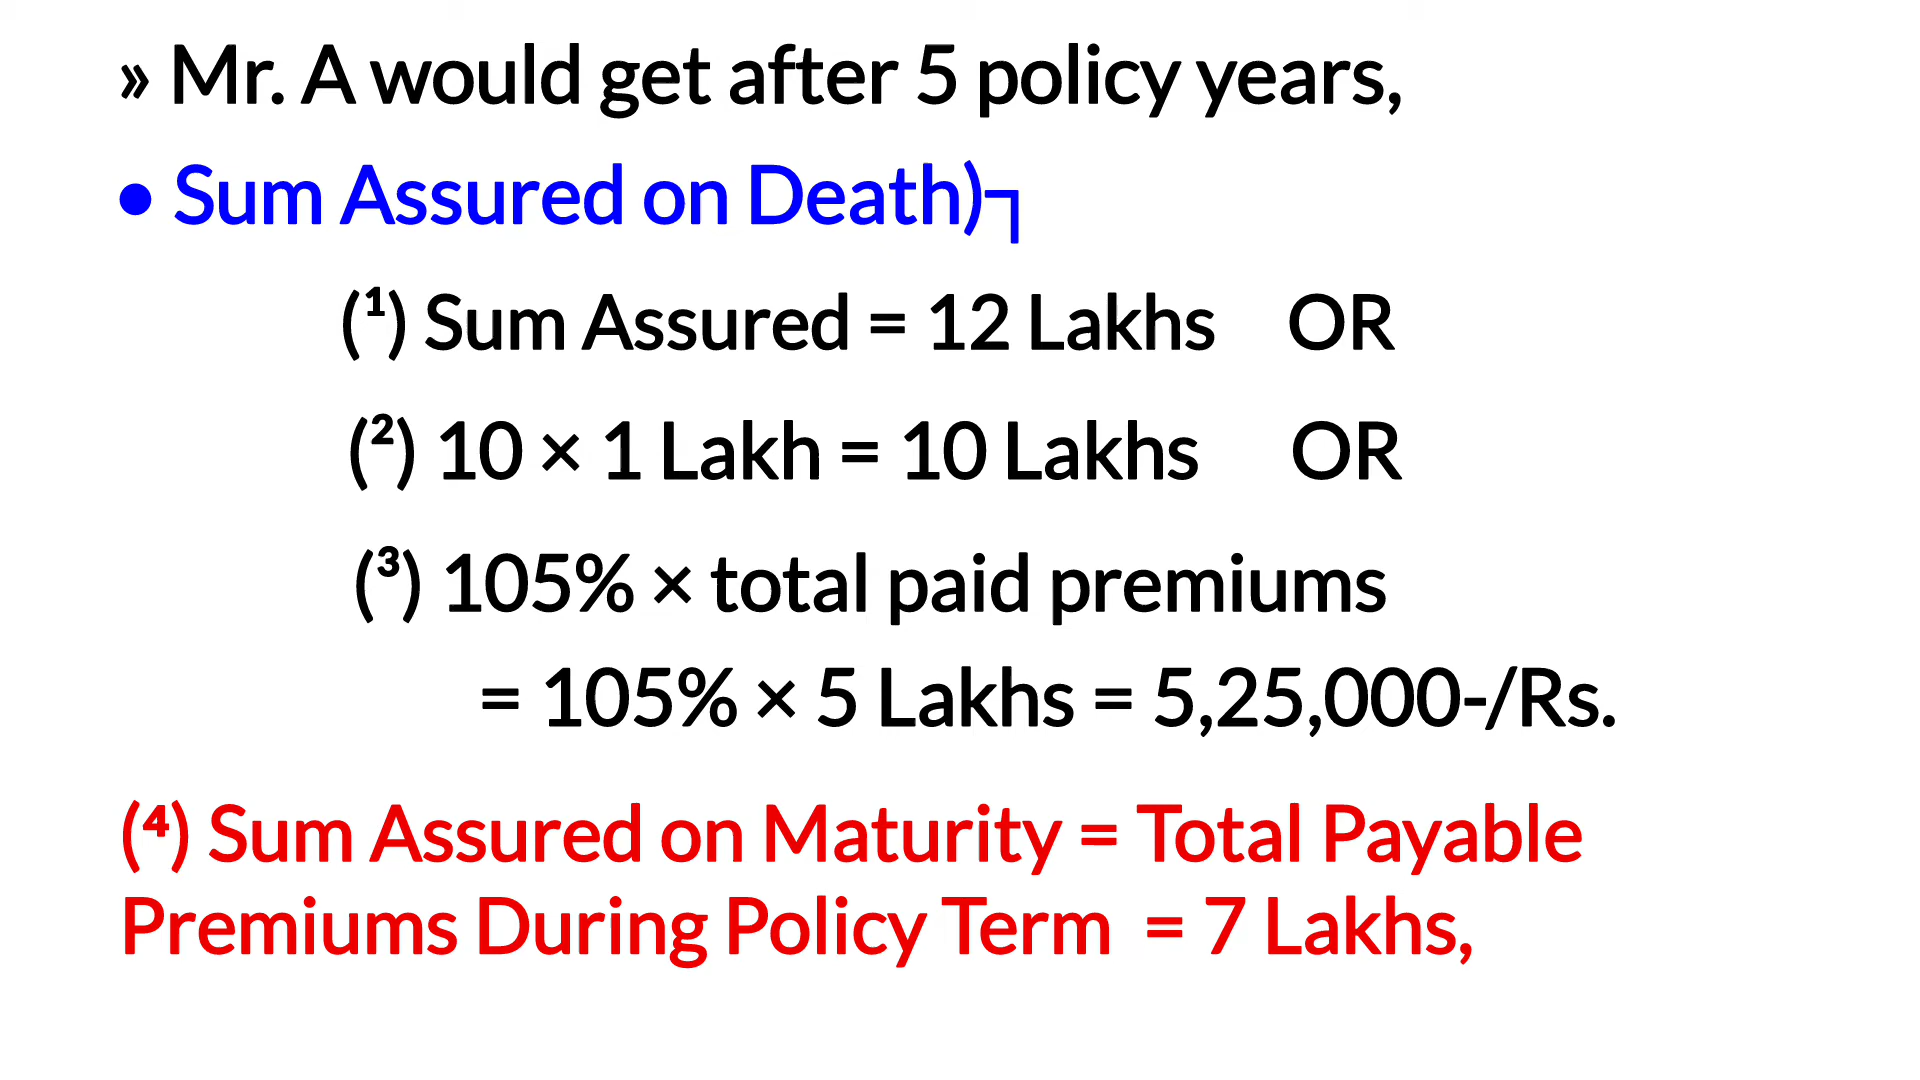 » Mr. A would get after 5 policy years,
• Sum Assured on Death)┐
(¹) Sum Assured = 12 Lakhs OR
(²) 10 × 1 Lakh = 10 Lakhs OR
(³) 105% × total paid premiums
= 105% × 5 Lakhs = 5,25,000-/Rs.
(⁴) Sum Assured on Maturity = Total Payable
Premiums During Policy Term = 7 Lakhs,